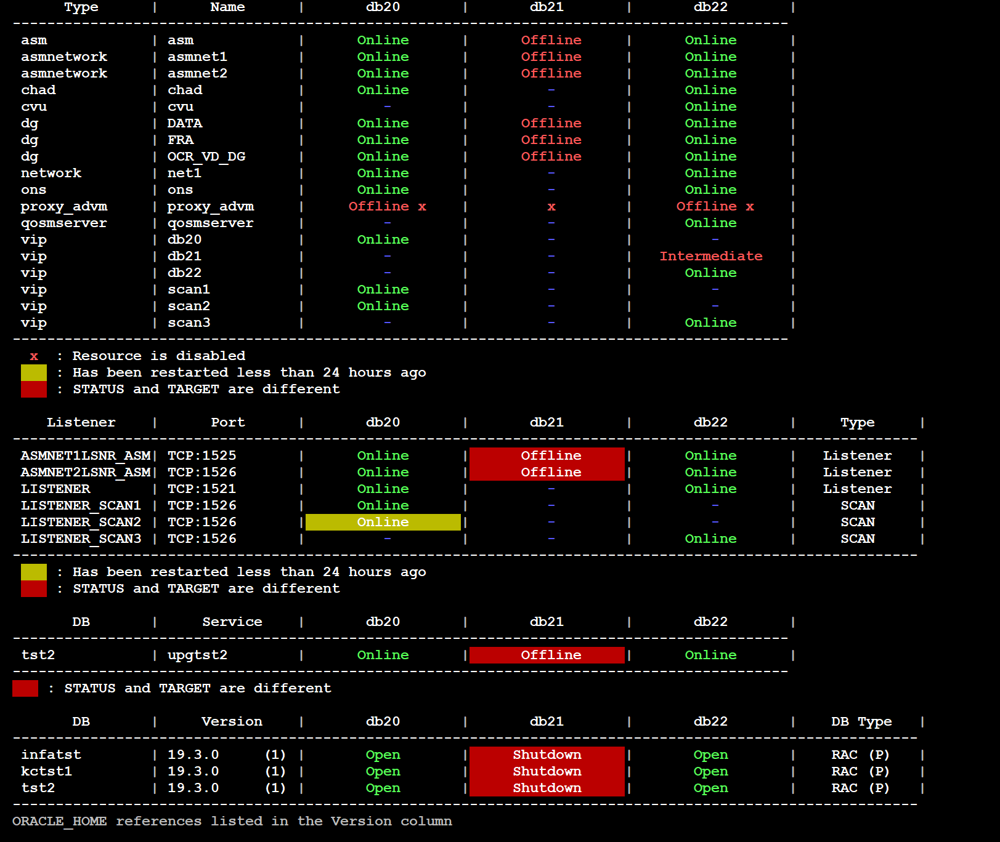 Type | Name | db20 | db21 | db22 |
------------------------------------------------------------------------------------------
asm | asm | Online | Offline | Online |
asmnetwork | asmnet1 | Online | Offline | Online |
asmnetwork | asmnet2 | Online | Offline | Online |
chad | chad | Online | - | Online |
cvu | cvu | - | - | Online |
dg | DATA | Online | Offline | Online |
dg | FRA | Online | Offline | Online |
dg | OCR_VD_DG | Online | Offline | Online |
network | net1 | Online | - | Online |
ons | ons | Online | - | Online |
proxy_advm | proxy_advm | Offline x | x | Offline x |
qosmserver | qosmserver | - | - | Online |
vip | db20 | Online | - | - |
vip | db21 | - | - | Intermediate |
vip | db22 | - | - | Online |
vip | scan1 | Online | - | - |
vip | scan2 | Online | - | - |
vip | scan3 | - | - | Online |
------------------------------------------------------------------------------------------
x : Resource is disabled
: Has been restarted less than 24 hours ago
: STATUS and TARGET are different
Listener | Port | db20 | db21 | db22 | Type |
---------------------------------------------------------------------------------------------------------
ASMNET1LSNR_ASM| TCP:1525 | Online | Offline | Online | Listener |
ASMNET2LSNR_ASM| TCP:1526 | Online | Offline | Online | Listener |
LISTENER | TCP:1521 | Online | - | Online | Listener |
LISTENER_SCAN1 | TCP:1526 | Online | - | - | SCAN |
LISTENER_SCAN2 | TCP:1526 | Online | - | - | SCAN |
LISTENER_SCAN3 | TCP:1526 | - | - | Online | SCAN |
---------------------------------------------------------------------------------------------------------
: Has been restarted less than 24 hours ago
: STATUS and TARGET are different
DB | Service | db20 | db21 | db22 |
------------------------------------------------------------------------------------------
tst2 | upgtst2 | Online | Offline | Online |
------------------------------------------------------------------------------------------
: STATUS and TARGET are different
DB | Version | db20 | db21 | db22 | DB Type |
---------------------------------------------------------------------------------------------------------
infatst | 19.3.0 (1) | Open | Shutdown | Open | RAC (P) |
kctst1 | 19.3.0 (1) | Open | Shutdown | Open | RAC (P) |
tst2 | 19.3.0 (1) | Open | Shutdown | Open | RAC (P) |
---------------------------------------------------------------------------------------------------------
ORACLE_HOME references listed in the Version column